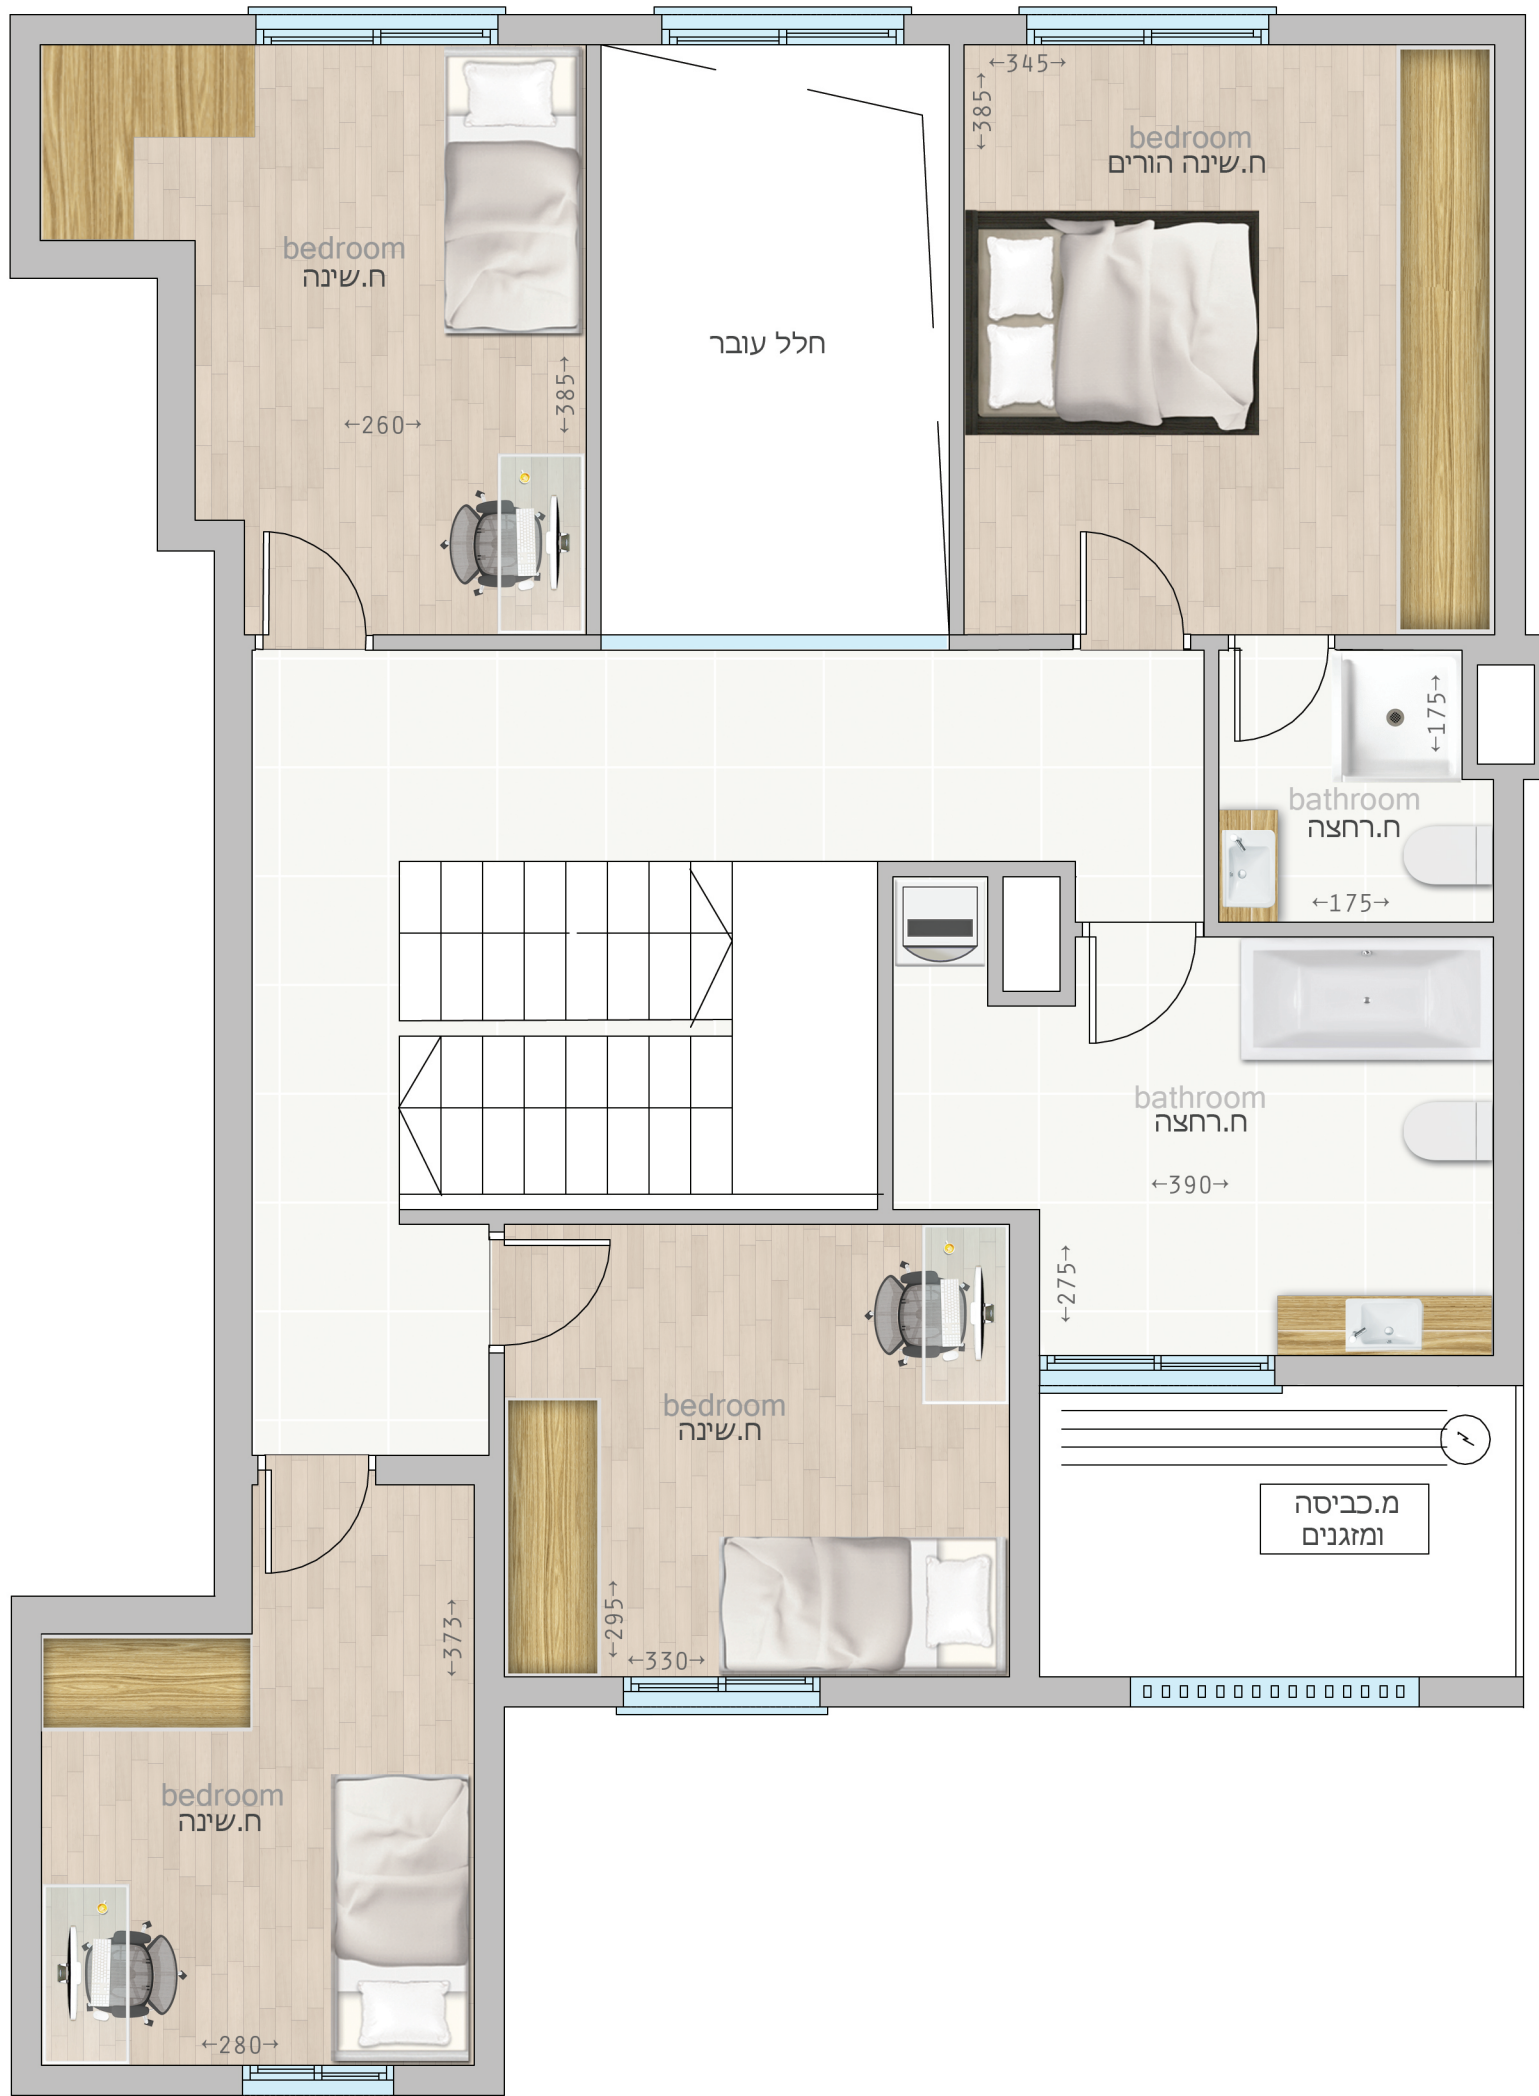 ←345→
←385→
bedroom
ח.שינה הורים
bedroom
ח.שינה
חלל עובר
←385→
←260→
←175→
bathroom
ח.רחצה
←175→
bathroom
ח.רחצה
←390→
←275→
bedroom
ח.שינה
←295→
←330→
מ.כביסה
ומזגנים
←373→
bedroom
ח.שינה
←280→